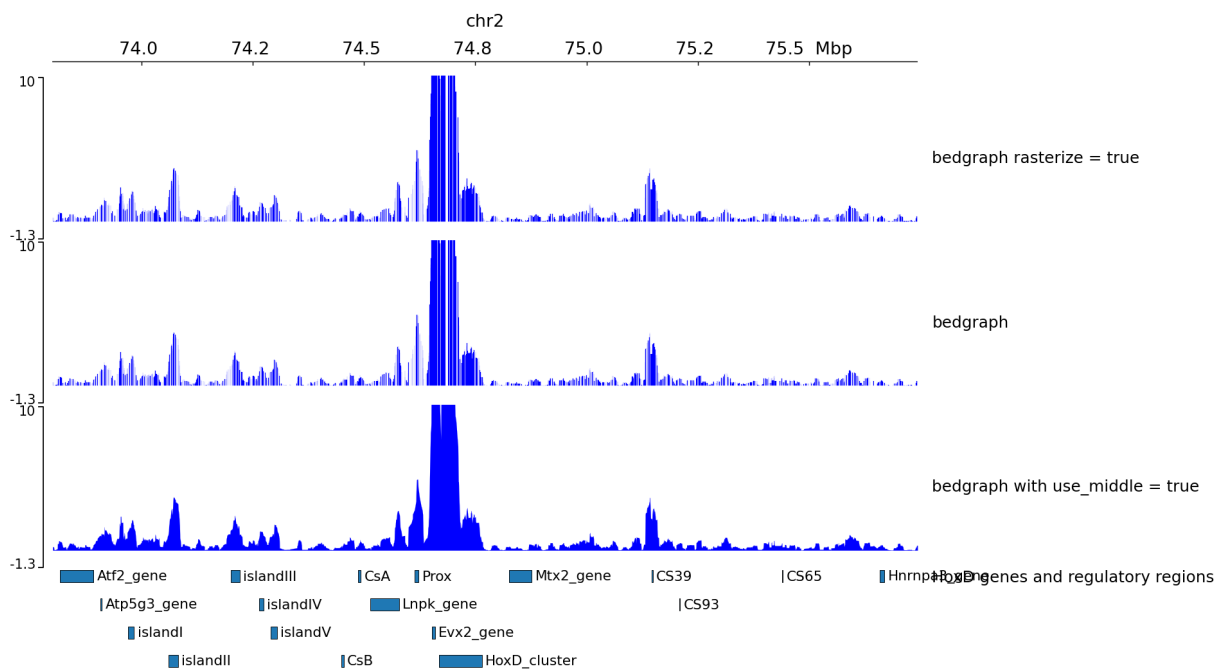 chr2
74.0 74.2 74.5 74.8 75.0 75.2 75.5 Mbp
10
bedgraph rasterize = true
-1.3
10
bedgraph
-1.3
10
bedgraph with use_middle = true
-1.3
Atf2_gene islandIII CsA Prox Mtx2_gene CS39 CS65 Hnrnpa3_gene HoxD genes and regulatory regions
Atp5g3_gene islandIV Lnpk_gene CS93
islandI islandV Evx2_gene
islandII CsB HoxD_cluster